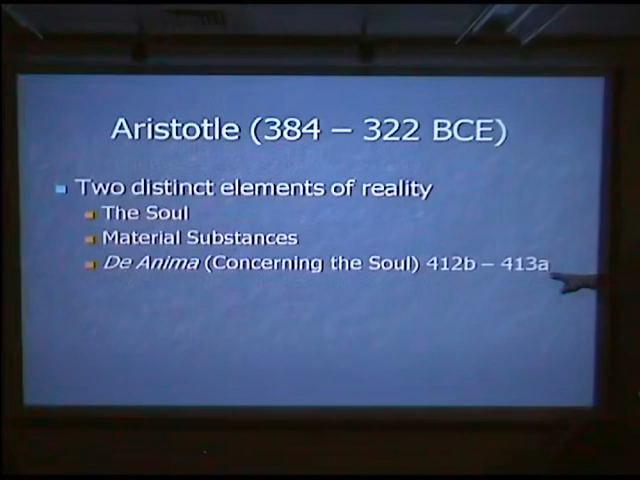 Aristotle (384 – 322 BCE)
Two distinct elements of reality
The Soul
Material Substances
De Anima (Concerning the Soul) 412b – 413a